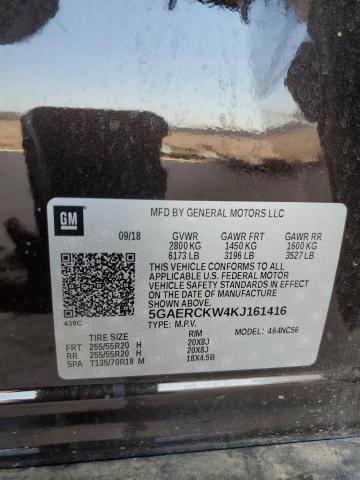 MFD BY GENERAL MOTORS LLC
GM
09/18 GVWR GAWR FRT GAWR RR
2800 KG 1450 KG 1600 KG
6173 LB 3196 LB 3527 LB
THIS VEHICLE CONFORMS TO ALL
APPLICABLE U.S. FEDERAL MOTOR
VEHICLE SAFETY AND THEFT
PREVENTION STANDARDS IN EFFECT ON
THE DATE OF MANUFACTURE SHOWN ABOVE.
439C 5GAERCKW4KJ161416
TYPE: M.P.V. MODEL: 464NC56
TIRE SIZE RIM
FRT 255/55R20 H 20X8J
RR 255/55R20 H 20X8J
T135/70R18 M 18X4.5B